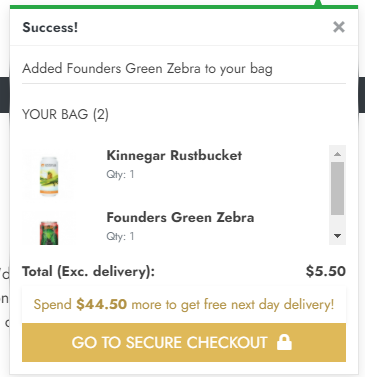 Success!
Added Founders Green Zebra to your bag
YOUR BAG (2)
Kinnegar Rustbucket
Qty: 1
Founders Green Zebra
Qty: 1
Total (Exc. delivery): $5.50
Spend $44.50 more to get free next day delivery!
GO TO SECURE CHECKOUT